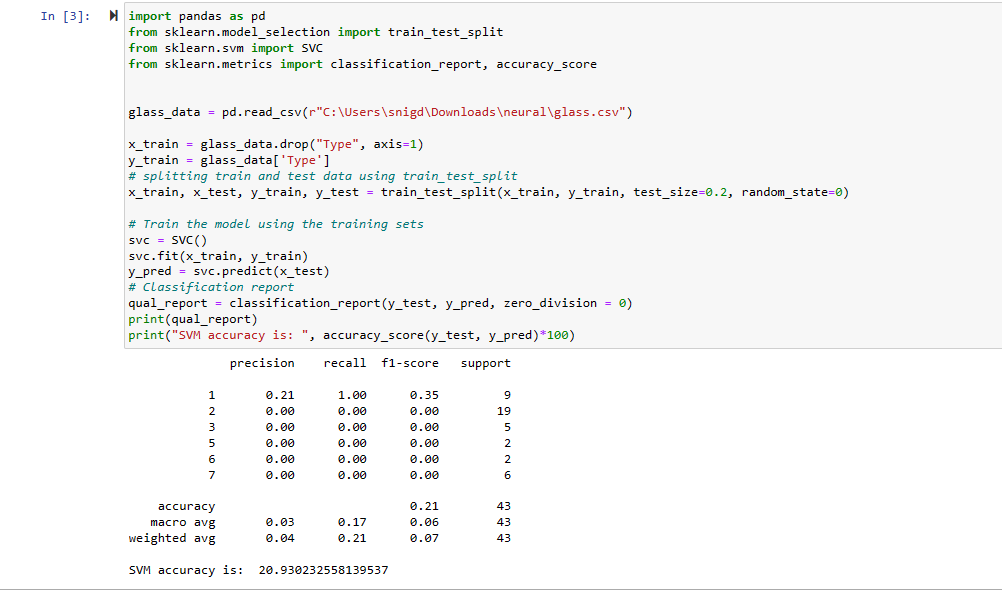 In [3]:
import pandas as pd
from sklearn.model_selection import train_test_split
from sklearn.svm import SVC
from sklearn.metrics import classification_report, accuracy_score
glass_data = pd.read_csv(r"C:\Users\snigd\Downloads\neural\glass.csv")
x_train = glass_data.drop("Type", axis=1)
y_train = glass_data['Type']
# splitting train and test data using train_test_split
x_train, x_test, y_train, y_test = train_test_split(x_train, y_train, test_size=0.2, random_state=0)
# Train the model using the training sets
svc = SVC()
svc.fit(x_train, y_train)
y_pred = svc.predict(x_test)
# Classification report
qual_report = classification_report(y_test, y_pred, zero_division = 0)
print(qual_report)
print("SVM accuracy is: ", accuracy_score(y_test, y_pred)*100)
precision recall f1-score support
1 0.21 1.00 0.35 9
2 0.00 0.00 0.00 19
3 0.00 0.00 0.00 5
5 0.00 0.00 0.00 2
6 0.00 0.00 0.00 2
7 0.00 0.00 0.00 6
accuracy 0.21 43
macro avg 0.03 0.17 0.06 43
weighted avg 0.04 0.21 0.07 43
SVM accuracy is:  20.930232558139537